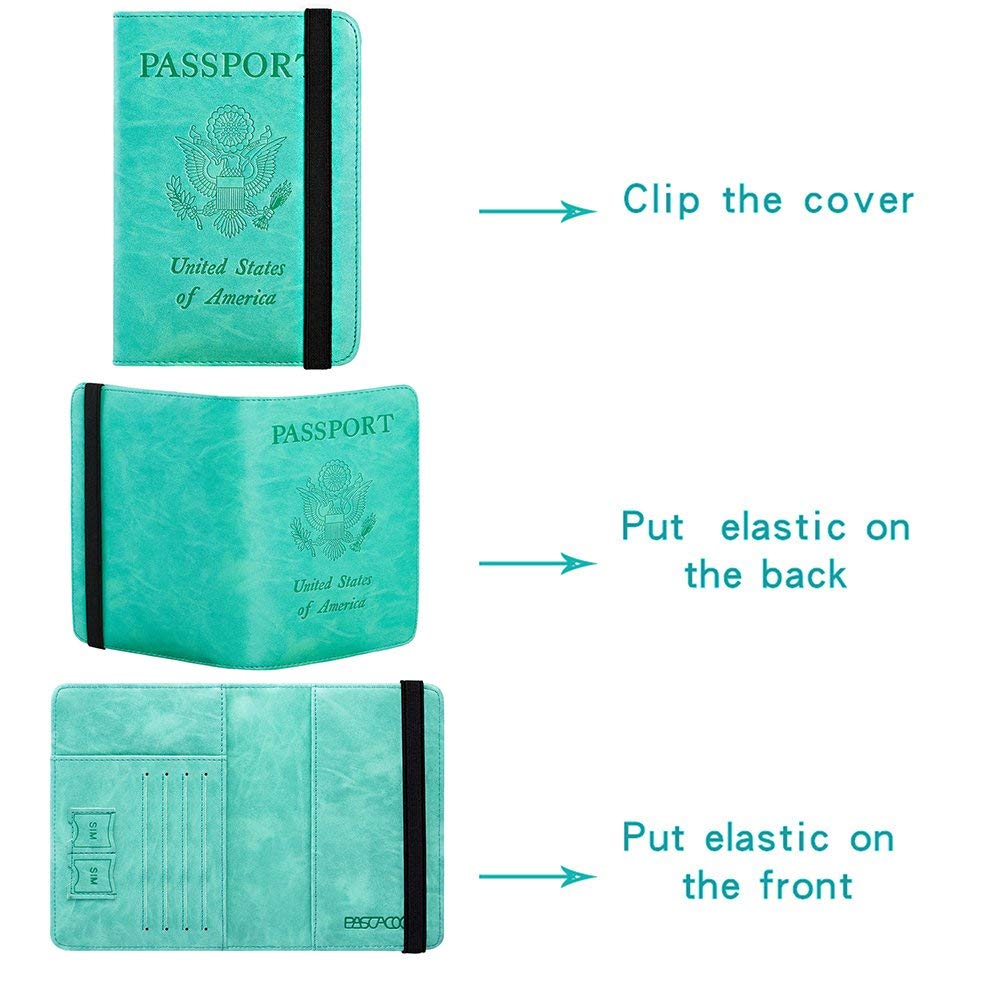 PASSPORT
United States
of America
Clip the cover
PASSPORT
United States
of America
Put elastic on
the back
SIM
SIM
Put elastic on
the front